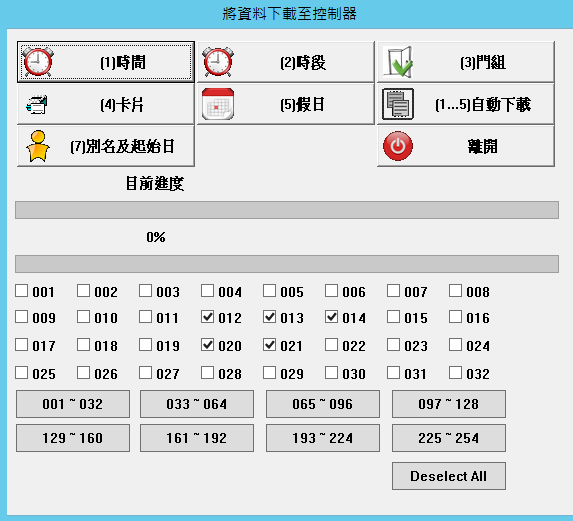 將資料下載至控制器
(1)時間 (2)時段 (3)門組
(4)卡片 (5)假日 (1...5)自動下載
(7)別名及起始日 離開
目前進度
0%
001 002 003 004 005 006 007 008
009 010 011 012 013 014 015 016
017 018 019 020 021 022 023 024
025 026 027 028 029 030 031 032
001 ~ 032 033 ~ 064 065 ~ 096 097 ~ 128
129 ~ 160 161 ~ 192 193 ~ 224 225 ~ 254
Deselect All